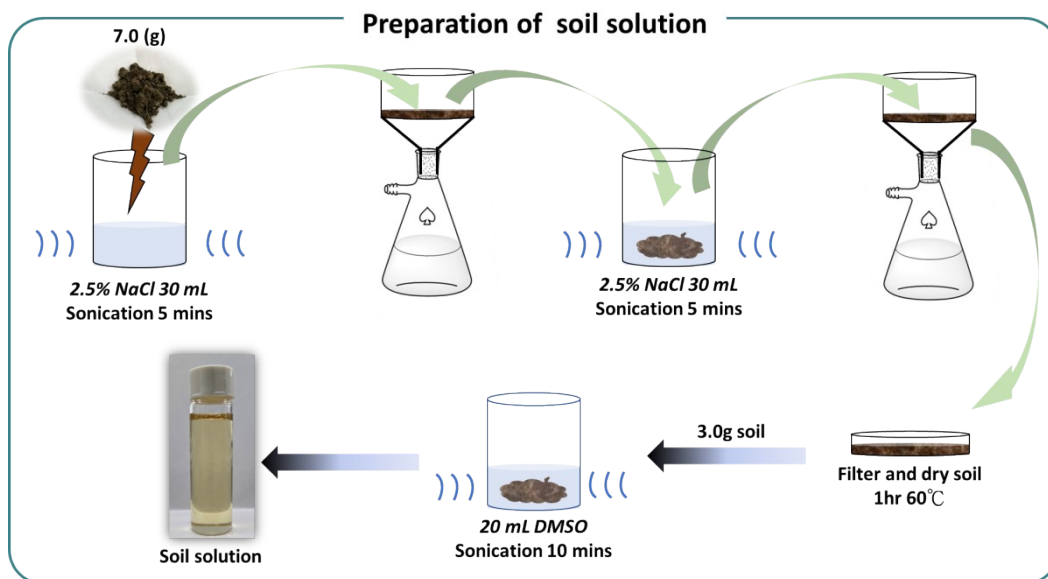 Preparation of soil solution
7.0 (g)
2.5% NaCl 30 mL
Sonication 5 mins
2.5% NaCl 30 mL
Sonication 5 mins
Filter and dry soil
1hr 60℃
3.0g soil
20 mL DMSO
Sonication 10 mins
Soil solution